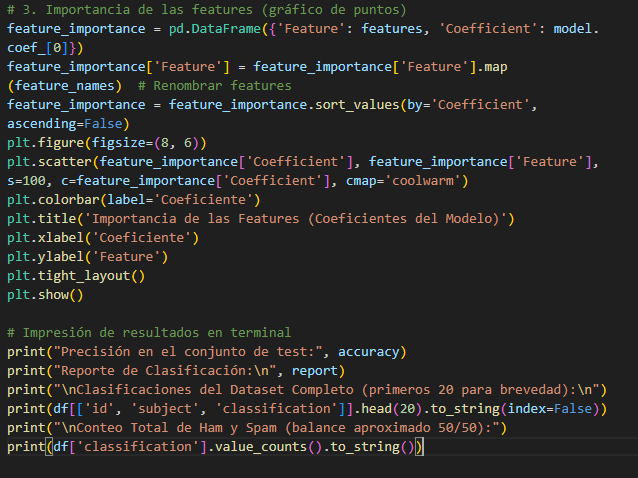 # 3. Importancia de las features (gráfico de puntos)
feature_importance = pd.DataFrame({'Feature': features, 'Coefficient': model.
coef_[0]})
feature_importance['Feature'] = feature_importance['Feature'].map
(feature_names)  # Renombrar features
feature_importance = feature_importance.sort_values(by='Coefficient',
ascending=False)
plt.figure(figsize=(8, 6))
plt.scatter(feature_importance['Coefficient'], feature_importance['Feature'],
s=100, c=feature_importance['Coefficient'], cmap='coolwarm')
plt.colorbar(label='Coeficiente')
plt.title('Importancia de las Features (Coeficientes del Modelo)')
plt.xlabel('Coeficiente')
plt.ylabel('Feature')
plt.tight_layout()
plt.show()
# Impresión de resultados en terminal
print("Precisión en el conjunto de test:", accuracy)
print("Reporte de Clasificación:\n", report)
print("\nClasificaciones del Dataset Completo (primeros 20 para brevedad):\n")
print(df[['id', 'subject', 'classification']].head(20).to_string(index=False))
print("\nConteo Total de Ham y Spam (balance aproximado 50/50):")
print(df['classification'].value_counts().to_string())